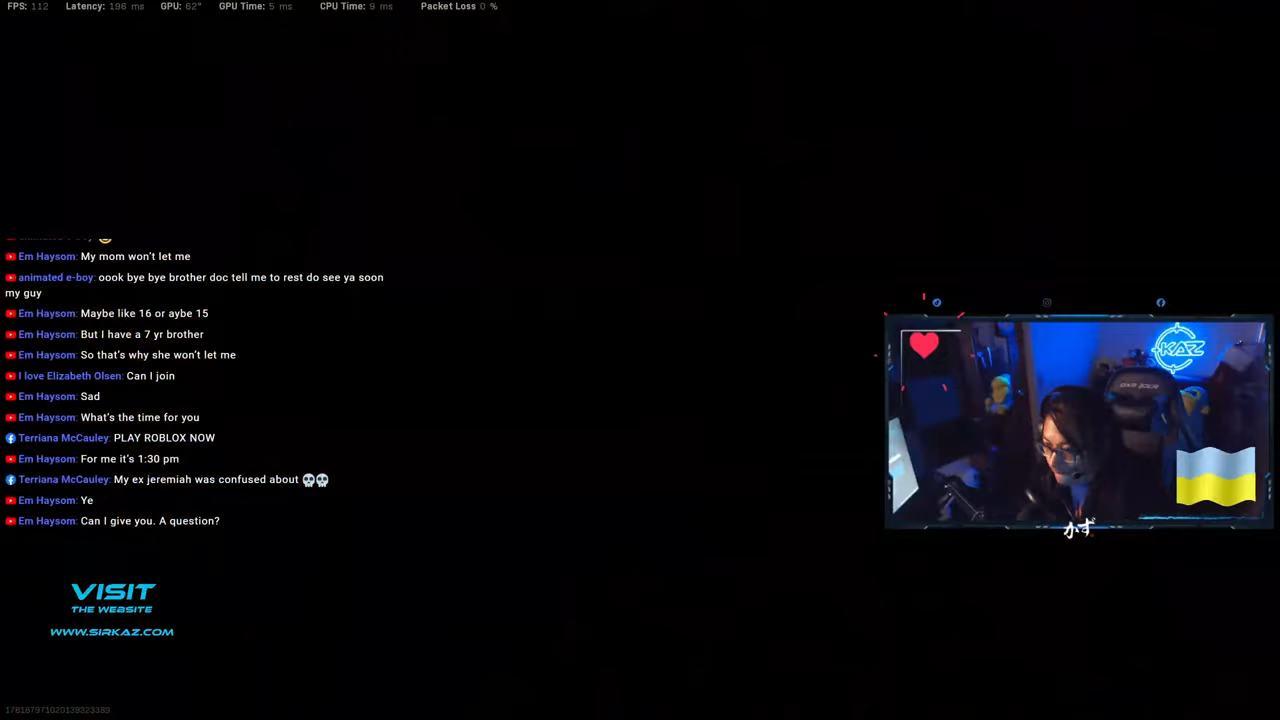 FPS: 112 Latency: 196 ms GPU: 62° GPU Time: 5 ms CPU Time: 9 ms Packet Loss 0 %
Em Haysom: My mom won't let me
animated e-boy: oook bye bye brother doc tell me to rest do see ya soon
my guy
Em Haysom: Maybe like 16 or aybe 15
Em Haysom: But I have a 7 yr brother
Em Haysom: So that's why she won't let me
I love Elizabeth Olsen: Can I join
Em Haysom: Sad
Em Haysom: What's the time for you
Terriana McCauley: PLAY ROBLOX NOW
Em Haysom: For me it's 1:30 pm
Terriana McCauley: My ex jeremiah was confused about 💀💀
Em Haysom: Ye
Em Haysom: Can I give you. A question?
KAZ
かず
VISIT
THE WEBSITE
WWW.SIRKAZ.COM